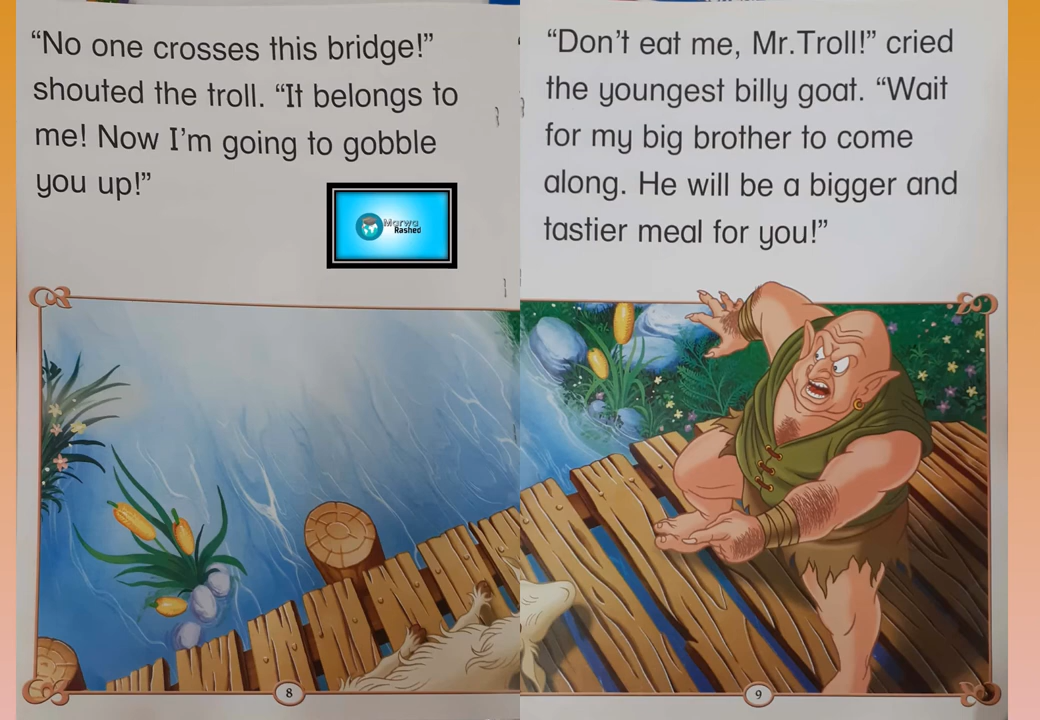 “No one crosses this bridge!”
shouted the troll. “It belongs to
me! Now I’m going to gobble
you up!”
Marwa
Rashed
8
“Don’t eat me, Mr.Troll!” cried
the youngest billy goat. “Wait
for my big brother to come
along. He will be a bigger and
tastier meal for you!”
9